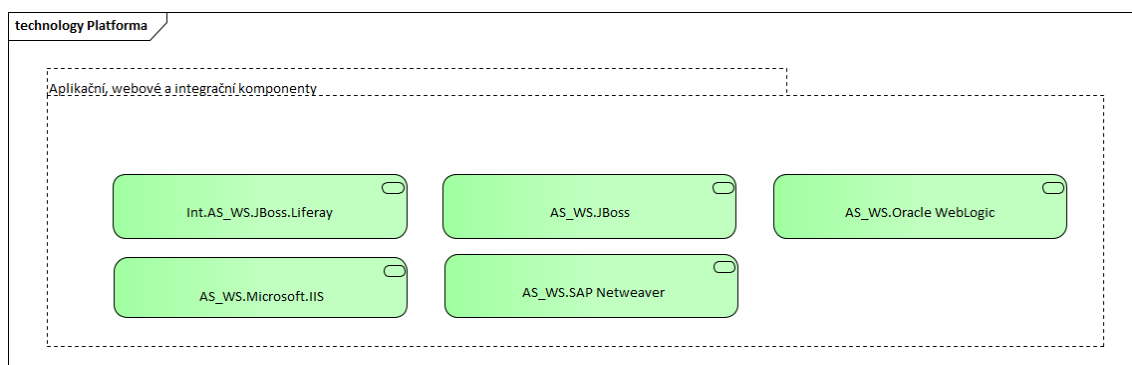 technology Platforma
Aplikační, webové a integrační komponenty
Int.AS_WS.JBoss.Liferay
AS_WS.JBoss
AS_WS.Oracle WebLogic
AS_WS.Microsoft.IIS
AS_WS.SAP Netweaver